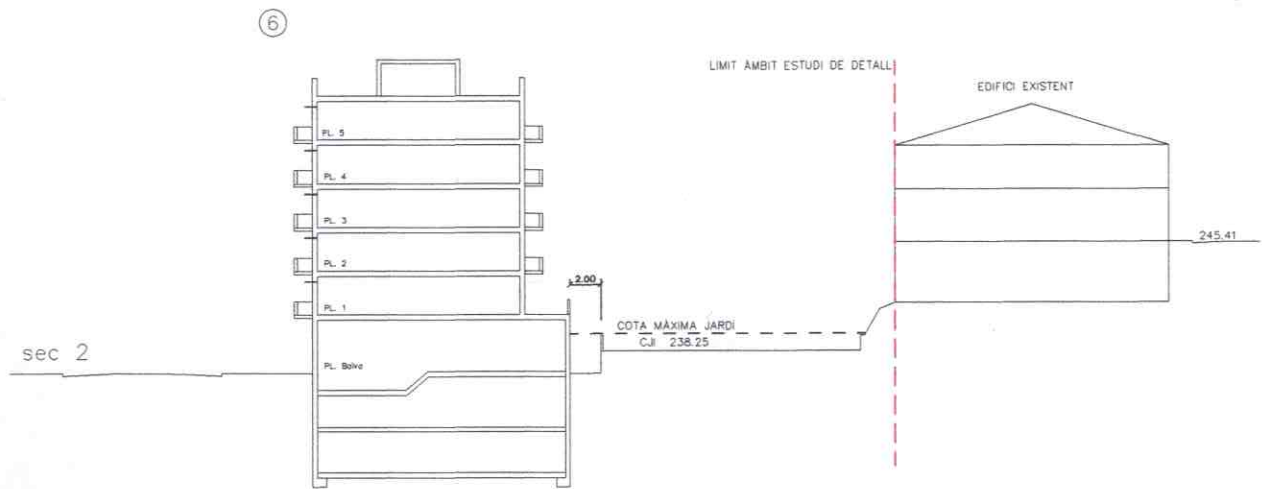 6
LIMIT ÀMBIT ESTUDI DE DETALL
EDIFICI EXISTENT
PL. 5
PL. 4
PL. 3
245.41
PL. 2
2.00
PL. 1
COTA MÀXIMA JARDI
CJI 238.25
sec 2
PL. Baixa